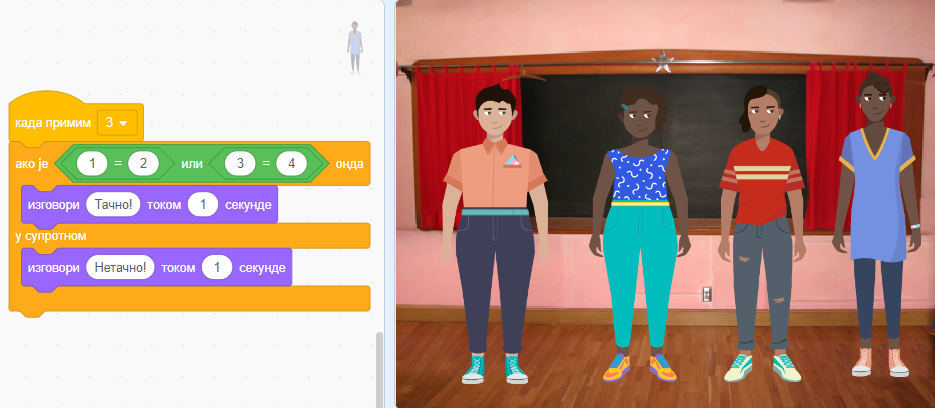 када примим 3
ако је 1 = 2 или 3 = 4 онда
изговори Тачно! током 1 секунде
у супротном
изговори Нетачно! током 1 секунде